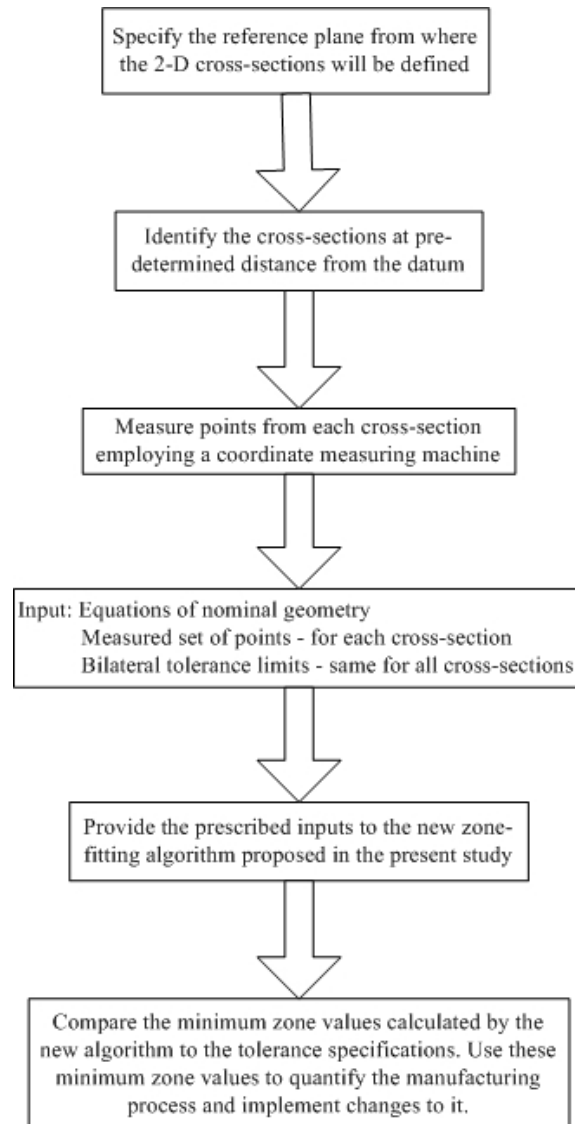 Specify the reference plane from where
the 2-D cross-sections will be defined
Identify the cross-sections at pre-
determined distance from the datum
Measure points from each cross-section
employing a coordinate measuring machine
Input: Equations of nominal geometry
Measured set of points - for each cross-section
Bilateral tolerance limits - same for all cross-sections
Provide the prescribed inputs to the new zone-
fitting algorithm proposed in the present study
Compare the minimum zone values calculated by the
new algorithm to the tolerance specifications. Use these
minimum zone values to quantify the manufacturing
process and implement changes to it.